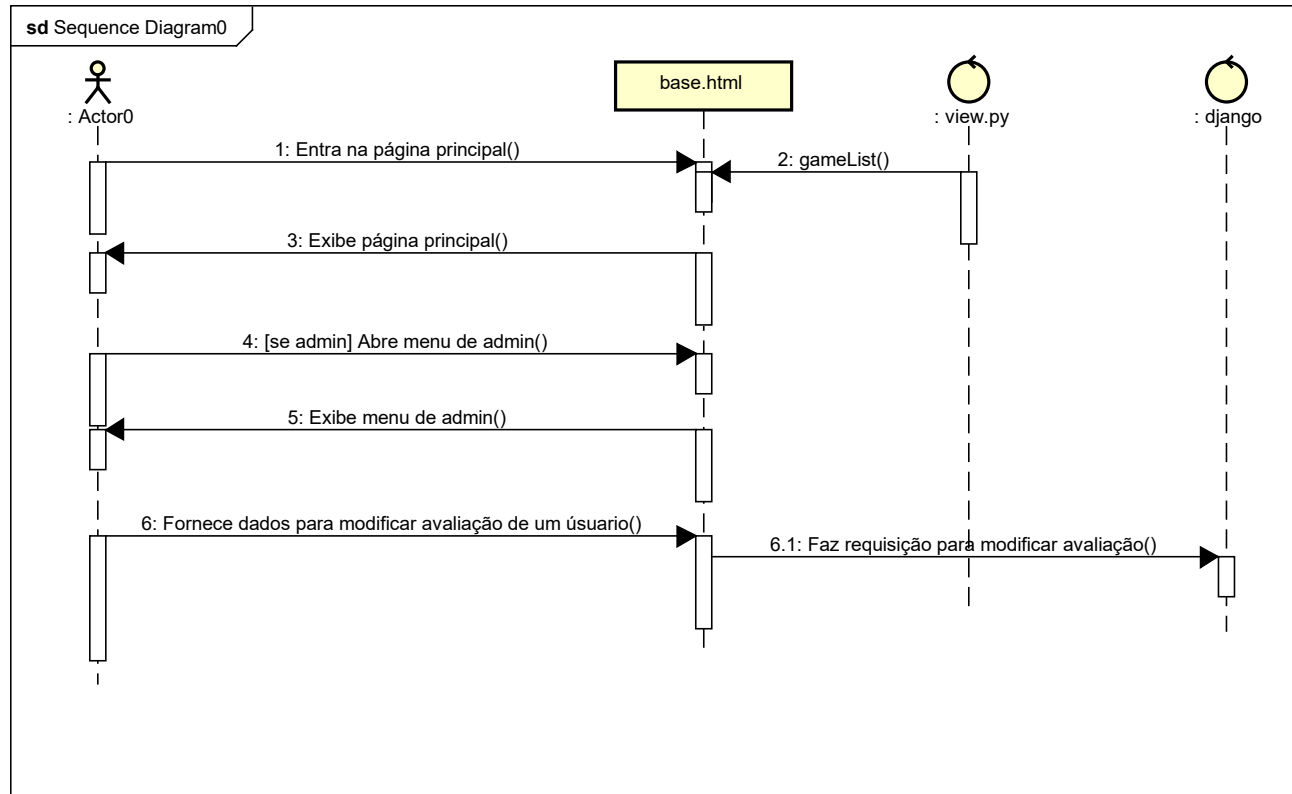 sd Sequence Diagram0
: Actor0
base.html
: view.py
: django
1: Entra na página principal()
2: gameList()
3: Exibe página principal()
4: [se admin] Abre menu de admin()
5: Exibe menu de admin()
6: Fornece dados para modificar avaliação de um úsuario()
6.1: Faz requisição para modificar avaliação()